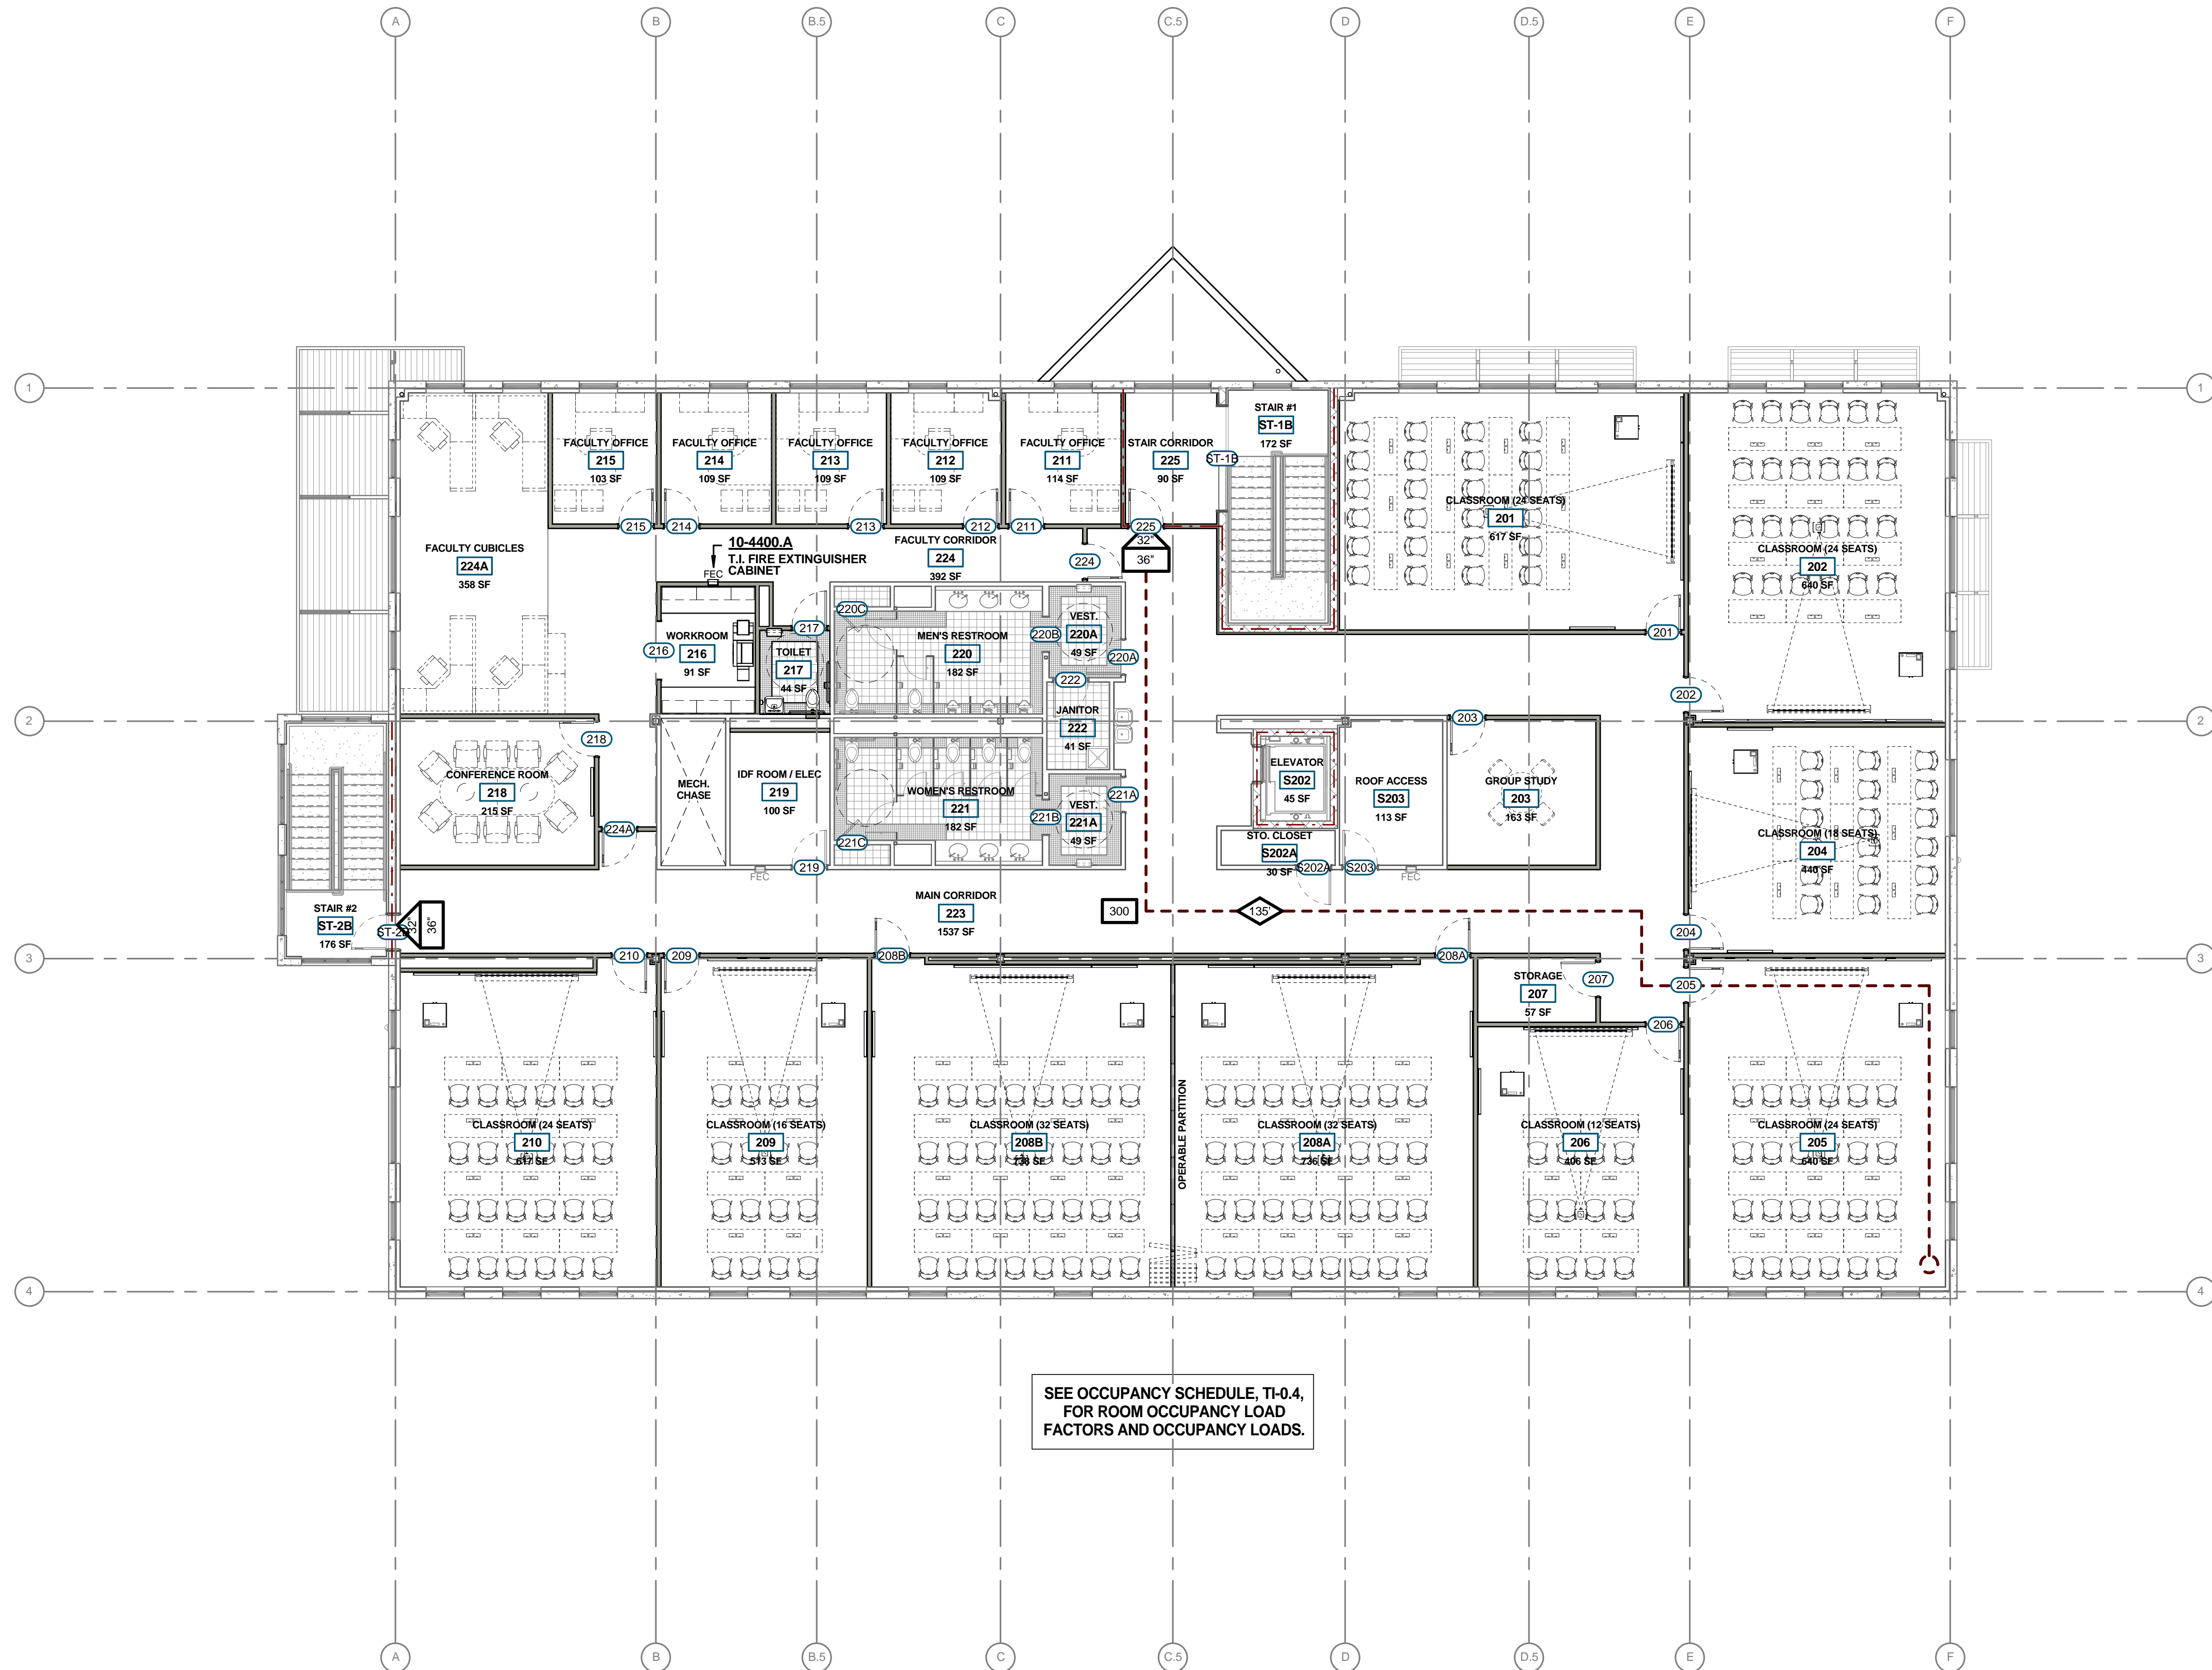 A
B
B.5
C
C.5
D
D.5
E
F
1
1
STAIR #1
ST-1B
172 SF
FACULTY OFFICE
215
103 SF
FACULTY OFFICE
214
109 SF
FACULTY OFFICE
213
109 SF
FACULTY OFFICE
212
109 SF
FACULTY OFFICE
211
114 SF
STAIR CORRIDOR
225
90 SF
ST-1B
CLASSROOM (24 SEATS)
201
617 SF
215
214
213
212
211
225
32"
36"
FACULTY CUBICLES
224A
358 SF
10-4400.A
T.I. FIRE EXTINGUISHER
CABINET
FEC
FACULTY CORRIDOR
224
392 SF
224
CLASSROOM (24 SEATS)
202
640 SF
220C
217
WORKROOM
216
91 SF
216
TOILET
217
44 SF
MEN'S RESTROOM
220
182 SF
220B
VEST.
220A
49 SF
220A
222
201
202
JANITOR
222
41 SF
2
2
218
203
CONFERENCE ROOM
218
215 SF
MECH.
CHASE
IDF ROOM / ELEC
219
100 SF
WOMEN'S RESTROOM
221
182 SF
221A
221B
VEST.
221A
49 SF
ELEVATOR
S202
45 SF
ROOF ACCESS
S203
113 SF
GROUP STUDY
203
163 SF
CLASSROOM (18 SEATS)
204
440 SF
224A
221C
219
FEC
STO. CLOSET
S202A
30 SF
S202A
S203
FEC
STAIR #2
ST-2B
176 SF
ST-2B
32"
36"
MAIN CORRIDOR
223
1537 SF
300
135'
204
3
3
210
209
208B
208A
STORAGE
207
57 SF
207
205
206
OPERABLE PARTITION
CLASSROOM (24 SEATS)
210
617 SF
CLASSROOM (16 SEATS)
209
513 SF
CLASSROOM (32 SEATS)
208B
736 SF
CLASSROOM (32 SEATS)
208A
736 SF
CLASSROOM (12 SEATS)
206
406 SF
CLASSROOM (24 SEATS)
205
640 SF
4
4
SEE OCCUPANCY SCHEDULE, TI-0.4,
FOR ROOM OCCUPANCY LOAD
FACTORS AND OCCUPANCY LOADS.
A
B
B.5
C
C.5
D
D.5
E
F